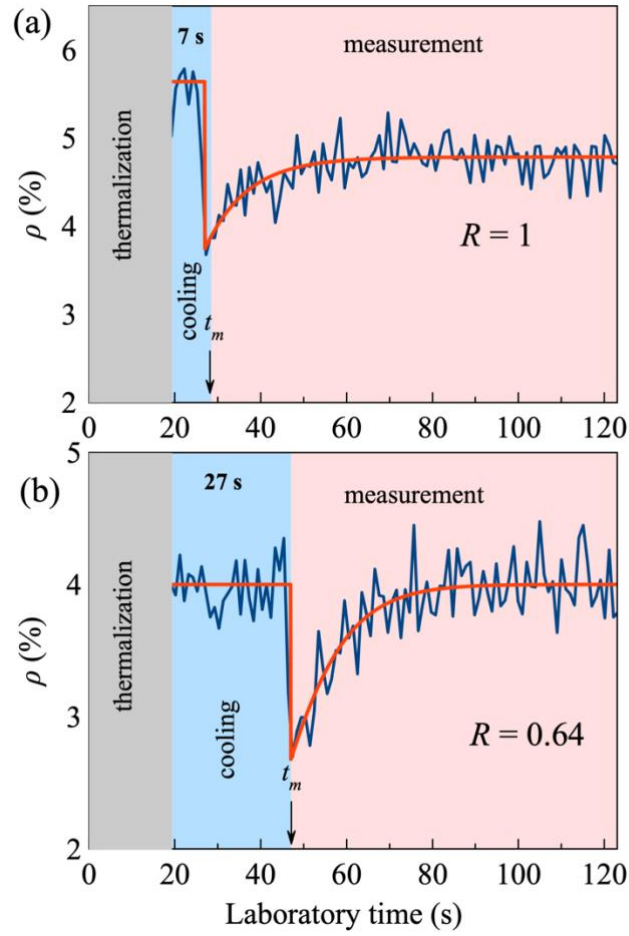 (a)
7 s
measurement
thermalization
cooling
t_m
R = 1
ρ (%)
6
5
4
3
2
0 20 40 60 80 100 120
(b)
27 s
measurement
thermalization
cooling
t_m
R = 0.64
ρ (%)
5
4
3
2
0 20 40 60 80 100 120
Laboratory time (s)